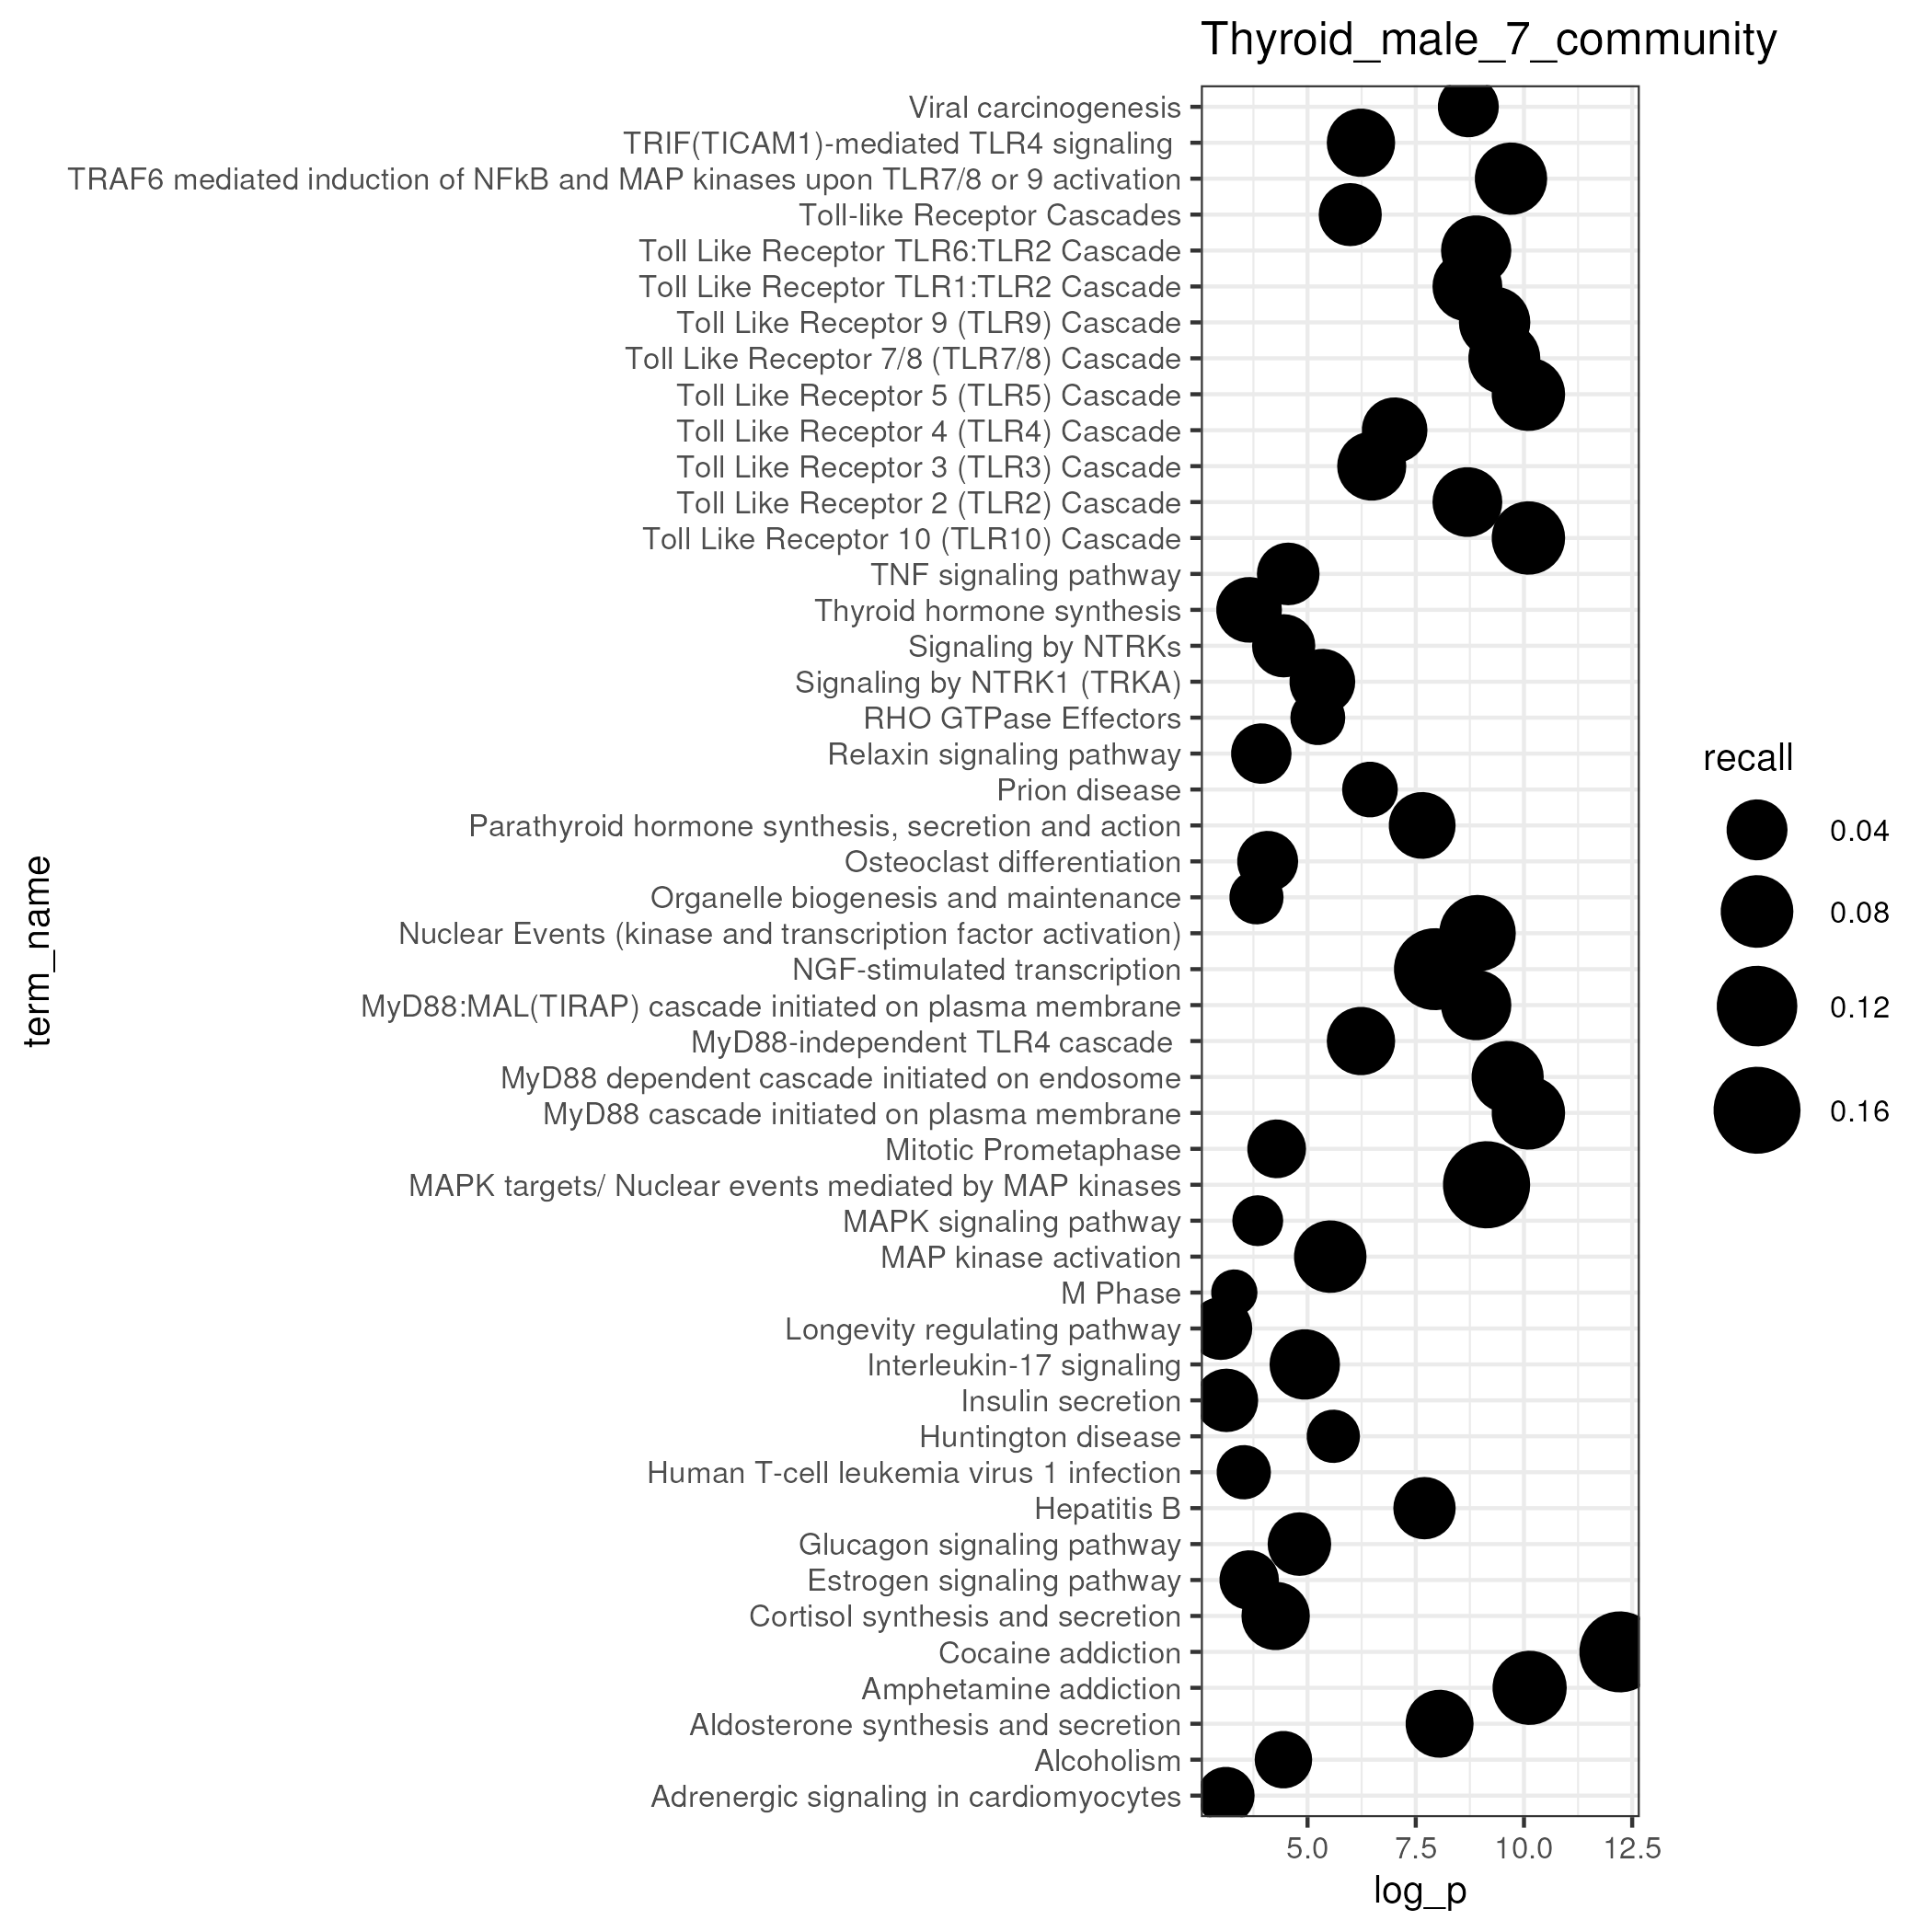 Thyroid_male_7_community
Viral carcinogenesis
TRIF(TICAM1)-mediated TLR4 signaling
TRAF6 mediated induction of NFkB and MAP kinases upon TLR7/8 or 9 activation
Toll-like Receptor Cascades
Toll Like Receptor TLR6:TLR2 Cascade
Toll Like Receptor TLR1:TLR2 Cascade
Toll Like Receptor 9 (TLR9) Cascade
Toll Like Receptor 7/8 (TLR7/8) Cascade
Toll Like Receptor 5 (TLR5) Cascade
Toll Like Receptor 4 (TLR4) Cascade
Toll Like Receptor 3 (TLR3) Cascade
Toll Like Receptor 2 (TLR2) Cascade
Toll Like Receptor 10 (TLR10) Cascade
TNF signaling pathway
Thyroid hormone synthesis
Signaling by NTRKs
Signaling by NTRK1 (TRKA)
RHO GTPase Effectors
Relaxin signaling pathway
Prion disease
Parathyroid hormone synthesis, secretion and action
Osteoclast differentiation
Organelle biogenesis and maintenance
Nuclear Events (kinase and transcription factor activation)
NGF-stimulated transcription
MyD88:MAL(TIRAP) cascade initiated on plasma membrane
MyD88-independent TLR4 cascade
MyD88 dependent cascade initiated on endosome
MyD88 cascade initiated on plasma membrane
Mitotic Prometaphase
MAPK targets/ Nuclear events mediated by MAP kinases
MAPK signaling pathway
MAP kinase activation
M Phase
Longevity regulating pathway
Interleukin-17 signaling
Insulin secretion
Huntington disease
Human T-cell leukemia virus 1 infection
Hepatitis B
Glucagon signaling pathway
Estrogen signaling pathway
Cortisol synthesis and secretion
Cocaine addiction
Amphetamine addiction
Aldosterone synthesis and secretion
Alcoholism
Adrenergic signaling in cardiomyocytes
5.0 7.5 10.0 12.5
log_p
term_name
recall
0.04
0.08
0.12
0.16